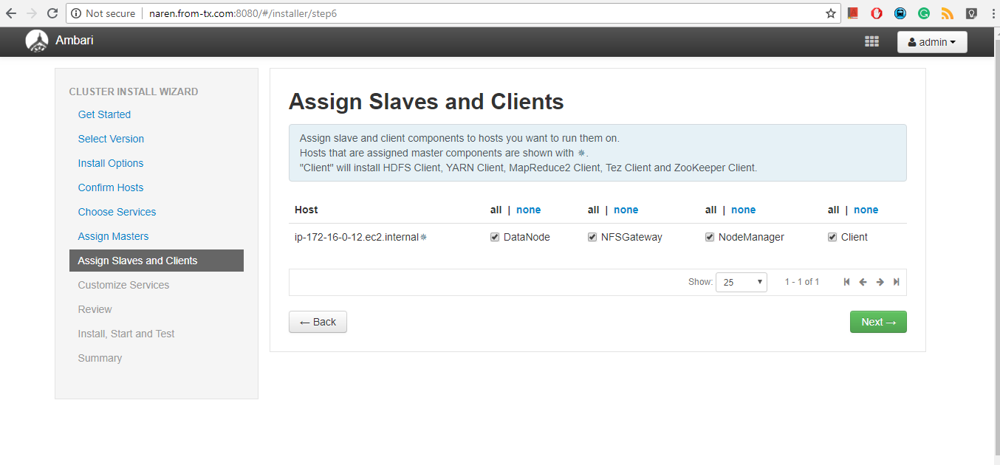 Not secure | naren.from-tx.com:8080/#/installer/step6
Ambari
admin
CLUSTER INSTALL WIZARD
Get Started
Select Version
Install Options
Confirm Hosts
Choose Services
Assign Masters
Assign Slaves and Clients
Customize Services
Review
Install, Start and Test
Summary
Assign Slaves and Clients
Assign slave and client components to hosts you want to run them on.
Hosts that are assigned master components are shown with ✵.
"Client" will install HDFS Client, YARN Client, MapReduce2 Client, Tez Client and ZooKeeper Client.
Host all | none all | none all | none all | none
ip-172-16-0-12.ec2.internal✵ DataNode NFSGateway NodeManager Client
Show: 25 1 - 1 of 1
← Back Next →